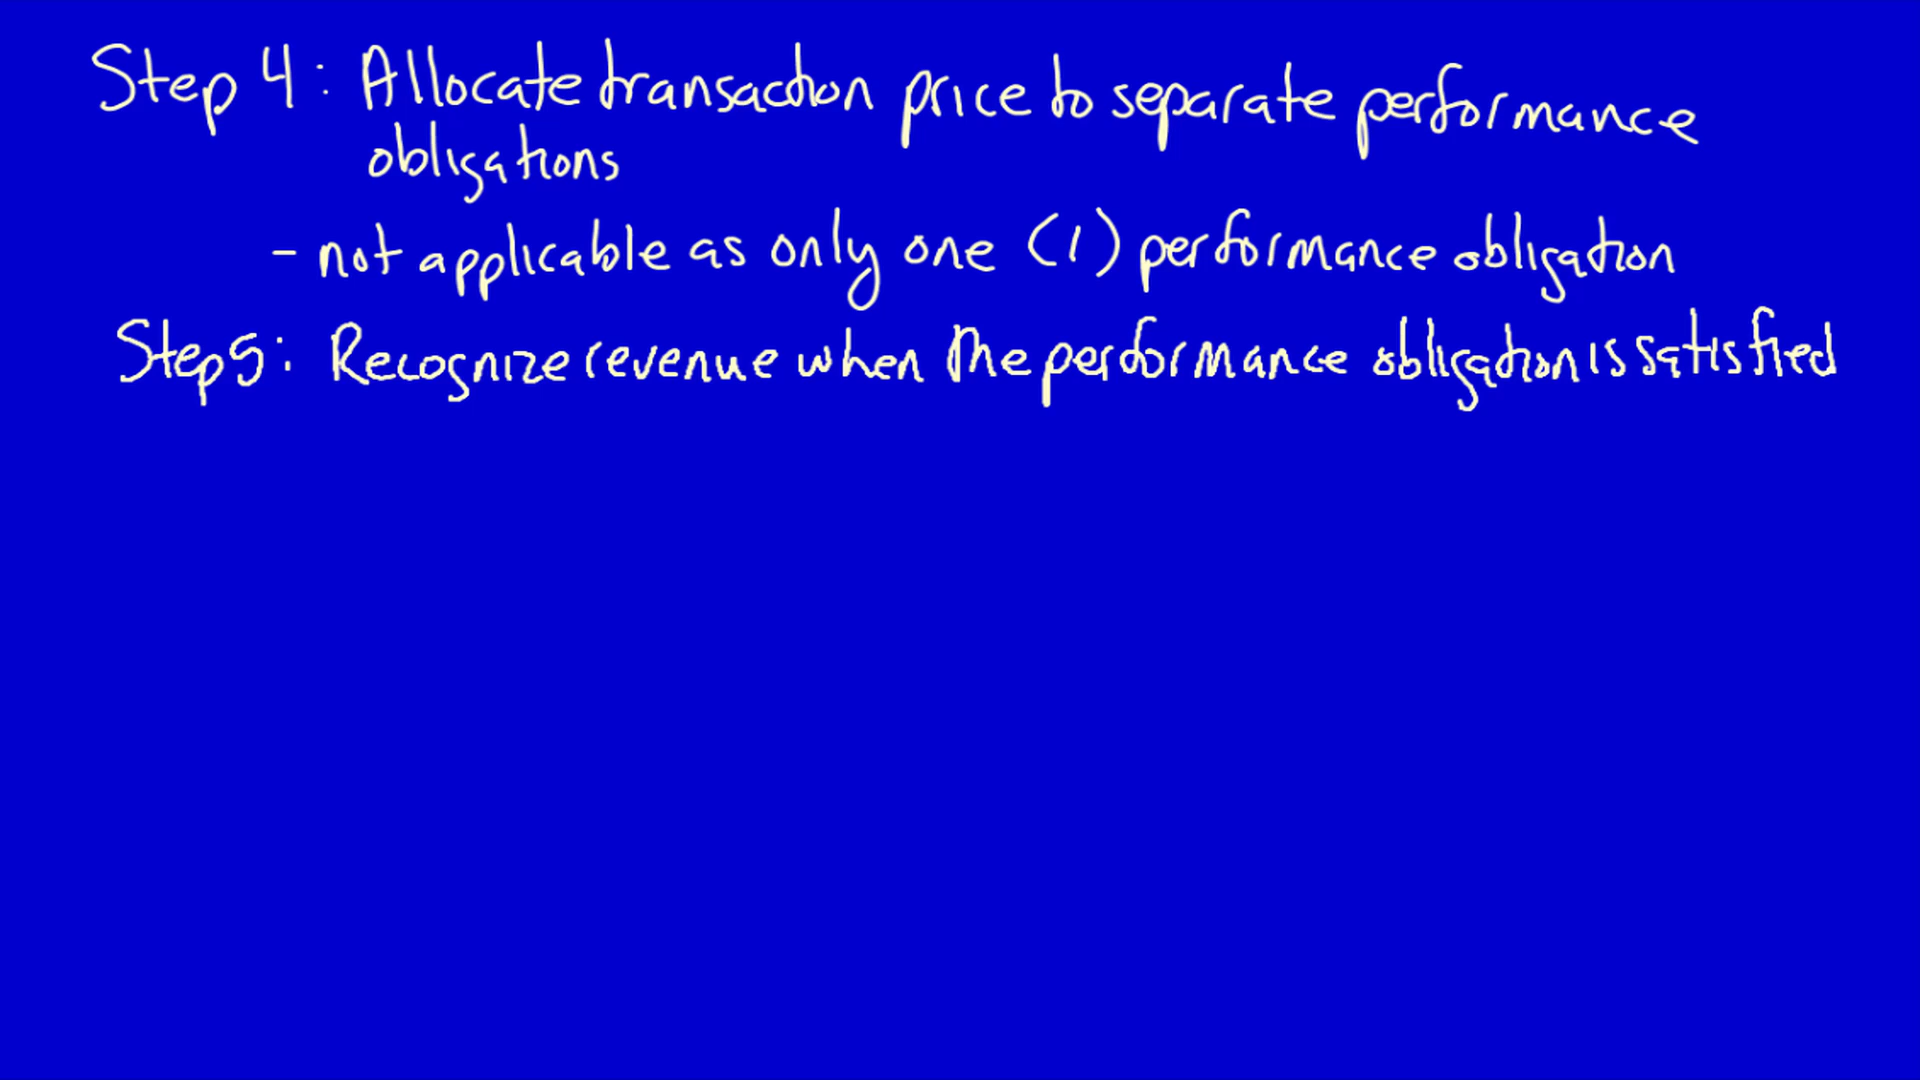 Step 4: Allocate transaction price to separate performance
obligations
- not applicable as only one (1) performance obligation
Step 5: Recognize revenue when the performance obligation is satisfied